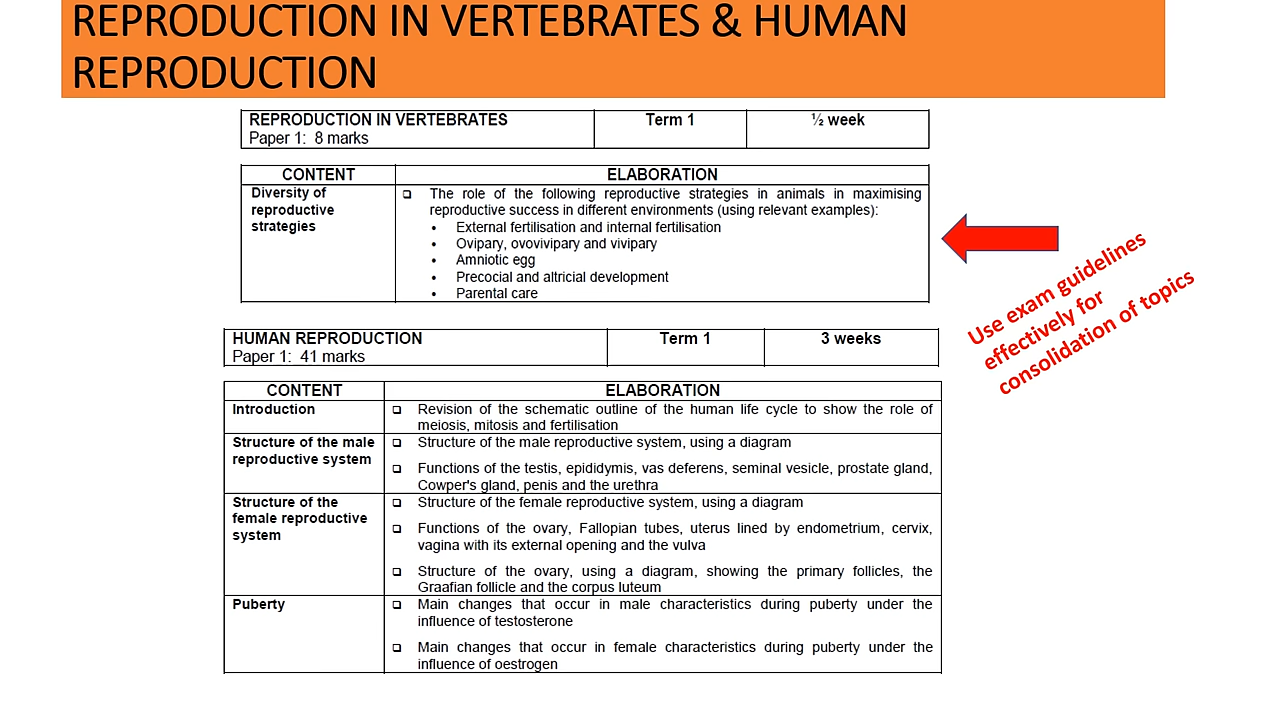 REPRODUCTION IN VERTEBRATES & HUMAN
REPRODUCTION
REPRODUCTION IN VERTEBRATES
Paper 1: 8 marks
Term 1
½ week
CONTENT
ELABORATION
Diversity of
reproductive
strategies
The role of the following reproductive strategies in animals in maximising
reproductive success in different environments (using relevant examples):
• External fertilisation and internal fertilisation
• Ovipary, ovovivipary and vivipary
• Amniotic egg
• Precocial and altricial development
• Parental care
Use exam guidelines
effectively for
consolidation of topics
HUMAN REPRODUCTION
Paper 1: 41 marks
Term 1
3 weeks
CONTENT
ELABORATION
Introduction
Revision of the schematic outline of the human life cycle to show the role of
meiosis, mitosis and fertilisation
Structure of the male
reproductive system
Structure of the male reproductive system, using a diagram
Functions of the testis, epididymis, vas deferens, seminal vesicle, prostate gland,
Cowper's gland, penis and the urethra
Structure of the
female reproductive
system
Structure of the female reproductive system, using a diagram
Functions of the ovary, Fallopian tubes, uterus lined by endometrium, cervix,
vagina with its external opening and the vulva
Structure of the ovary, using a diagram, showing the primary follicles, the
Graafian follicle and the corpus luteum
Puberty
Main changes that occur in male characteristics during puberty under the
influence of testosterone
Main changes that occur in female characteristics during puberty under the
influence of oestrogen